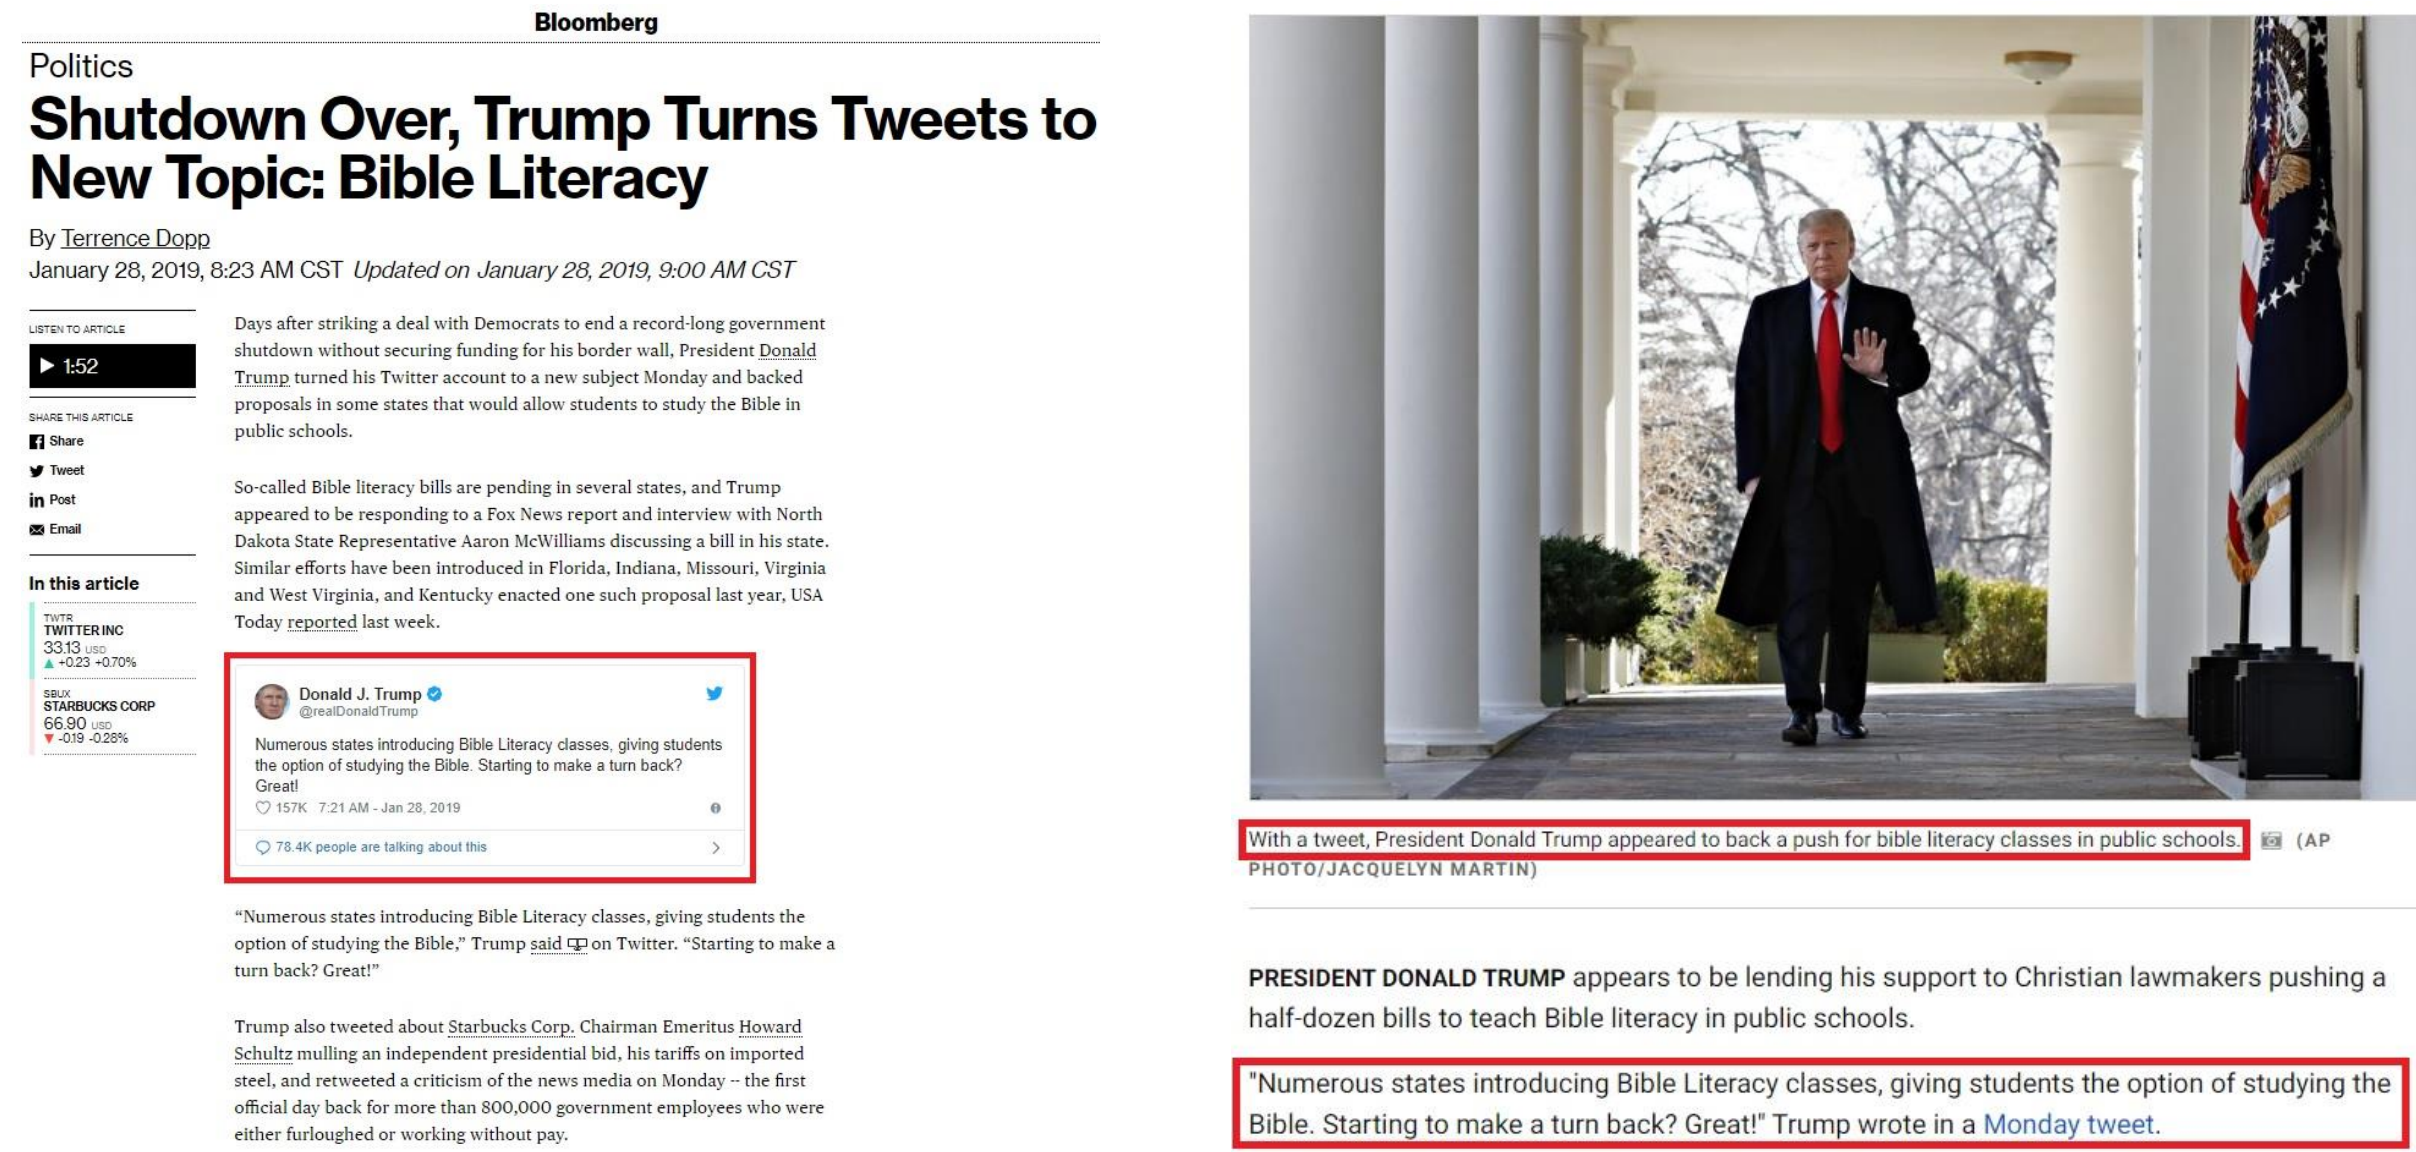 Bloomberg
Politics
Shutdown Over, Trump Turns Tweets to
New Topic: Bible Literacy
By Terrence Dopp
January 28, 2019, 8:23 AM CST Updated on January 28, 2019, 9:00 AM CST
LISTEN TO ARTICLE
1:52
SHARE THIS ARTICLE
Share
Tweet
in Post
Email
In this article
TWTR
TWITTER INC
33.13 USD
▲ +0.23 +0.70%
SBUX
STARBUCKS CORP
66.90 USD
▼ -0.19 -0.28%
Days after striking a deal with Democrats to end a record-long government
shutdown without securing funding for his border wall, President Donald
Trump turned his Twitter account to a new subject Monday and backed
proposals in some states that would allow students to study the Bible in
public schools.
So-called Bible literacy bills are pending in several states, and Trump
appeared to be responding to a Fox News report and interview with North
Dakota State Representative Aaron McWilliams discussing a bill in his state.
Similar efforts have been introduced in Florida, Indiana, Missouri, Virginia
and West Virginia, and Kentucky enacted one such proposal last year, USA
Today reported last week.
Donald J. Trump
@realDonaldTrump
Numerous states introducing Bible Literacy classes, giving students
the option of studying the Bible. Starting to make a turn back?
Great!
157K 7:21 AM - Jan 28, 2019
78.4K people are talking about this
“Numerous states introducing Bible Literacy classes, giving students the
option of studying the Bible,” Trump said on Twitter. “Starting to make a
turn back? Great!”
Trump also tweeted about Starbucks Corp. Chairman Emeritus Howard
Schultz mulling an independent presidential bid, his tariffs on imported
steel, and retweeted a criticism of the news media on Monday -- the first
official day back for more than 800,000 government employees who were
either furloughed or working without pay.
With a tweet, President Donald Trump appeared to back a push for bible literacy classes in public schools. (AP
PHOTO/JACQUELYN MARTIN)
PRESIDENT DONALD TRUMP appears to be lending his support to Christian lawmakers pushing a
half-dozen bills to teach Bible literacy in public schools.
"Numerous states introducing Bible Literacy classes, giving students the option of studying the
Bible. Starting to make a turn back? Great!" Trump wrote in a Monday tweet.